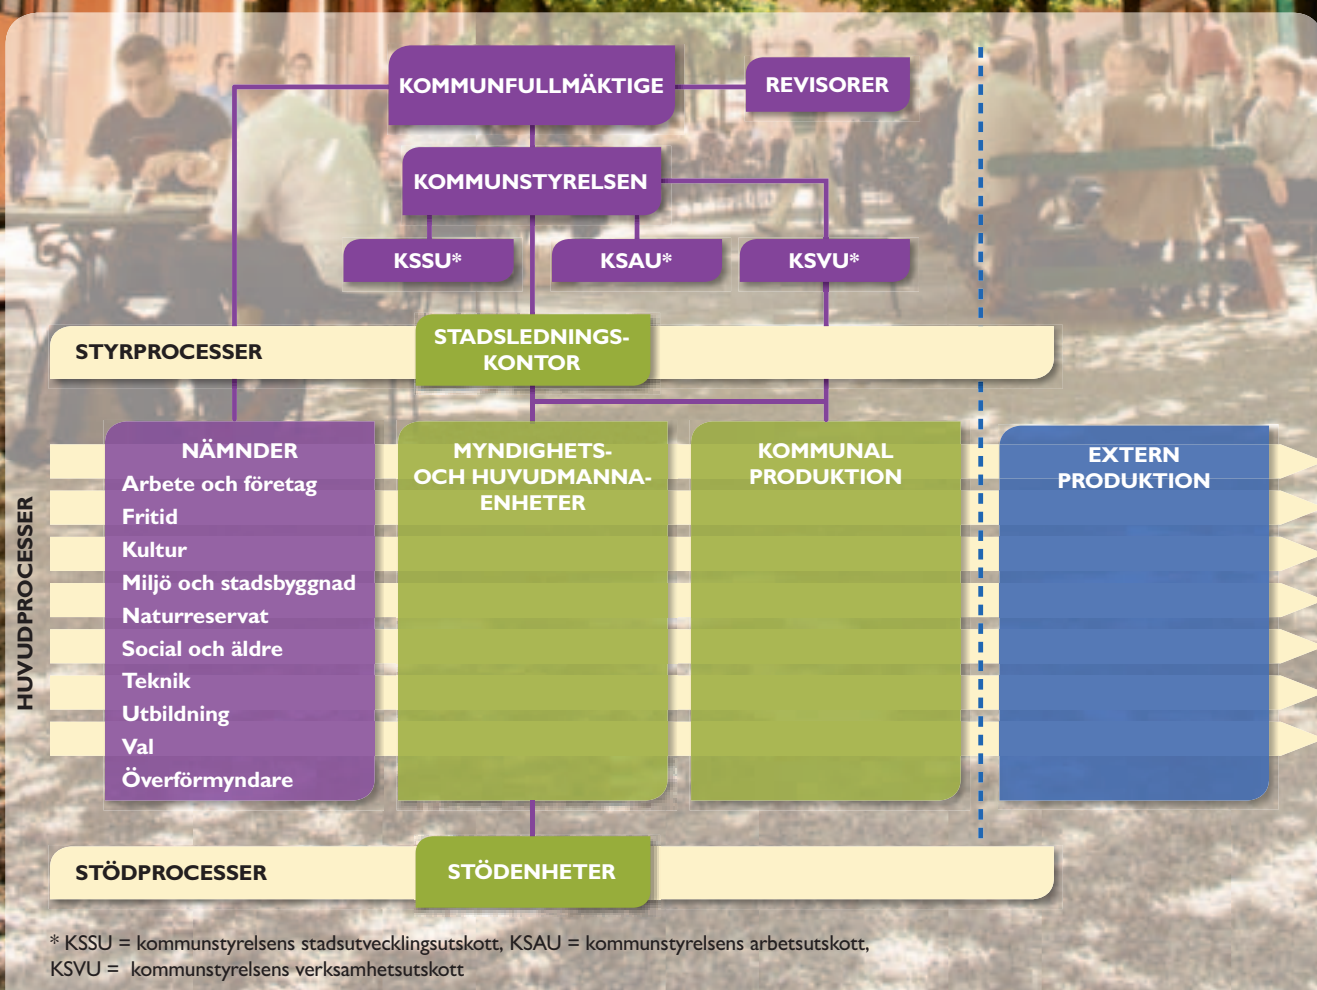 KOMMUNFULLMÄKTIGE
REVISORER
KOMMUNSTYRELSEN
KSSU*
KSAU*
KSVU*
STYRPROCESSER
STADSLEDNINGS-
KONTOR
HUVUDPROCESSER
NÄMNDER
Arbete och företag
Fritid
Kultur
Miljö och stadsbyggnad
Naturreservat
Social och äldre
Teknik
Utbildning
Val
Överförmyndare
MYNDIGHETS-
OCH HUVUDMANNA-
ENHETER
KOMMUNAL
PRODUKTION
EXTERN
PRODUKTION
STÖDPROCESSER
STÖDENHETER
* KSSU = kommunstyrelsens stadsutvecklingsutskott, KSAU = kommunstyrelsens arbetsutskott,
KSVU = kommunstyrelsens verksamhetsutskott